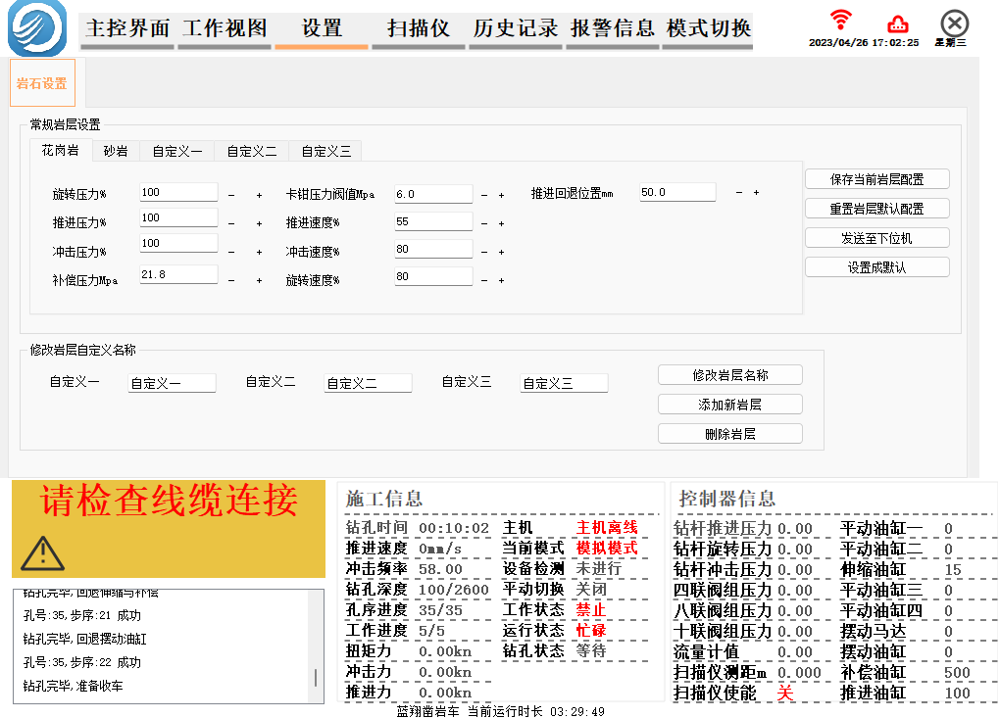 主控界面 工作视图 设置 扫描仪 历史记录 报警信息 模式切换
2023/04/26 17:02:25 星期三
岩石设置
常规岩层设置
花岗岩 砂岩 自定义一 自定义二 自定义三
旋转压力% 100 - + 卡钳压力阀值Mpa 6.0 - + 推进回退位置mm 50.0 - +
推进压力% 100 - + 推进速度% 55 - +
冲击压力% 100 - + 冲击速度% 80 - +
补偿压力Mpa 21.8 - + 旋转速度% 80 - +
保存当前岩层配置
重置岩层默认配置
发送至下位机
设置成默认
修改岩层自定义名称
自定义一 自定义一 自定义二 自定义二 自定义三 自定义三
修改岩层名称
添加新岩层
删除岩层
请检查线缆连接
钻孔完毕,回退伸缩与补偿
孔号:35,步序:21 成功
钻孔完毕,回退摆动油缸
孔号:35,步序:22 成功
钻孔完毕,准备收车
施工信息
钻孔时间 00:10:02 主机 主机离线
推进速度 0mm/s 当前模式 模拟模式
冲击频率 58.00 设备检测 未进行
钻孔深度 100/2600 平动切换 关闭
孔序进度 35/35 工作状态 禁止
工作进度 5/5 运行状态 忙碌
扭矩力 0.00kn 钻孔状态 等待
冲击力 0.00kn
推进力 0.00kn
控制器信息
钻杆推进压力 0.00 平动油缸一 0
钻杆旋转压力 0.00 平动油缸二 0
钻杆冲击压力 0.00 伸缩油缸 15
四联阀组压力 0.00 平动油缸三 0
八联阀组压力 0.00 平动油缸四 0
十联阀组压力 0.00 摆动马达 0
流量计值 0.00 摆动油缸 0
扫描仪测距m 0.000 补偿油缸 500
扫描仪使能 关 推进油缸 100
蓝翔凿岩车 当前运行时长 03:29:49